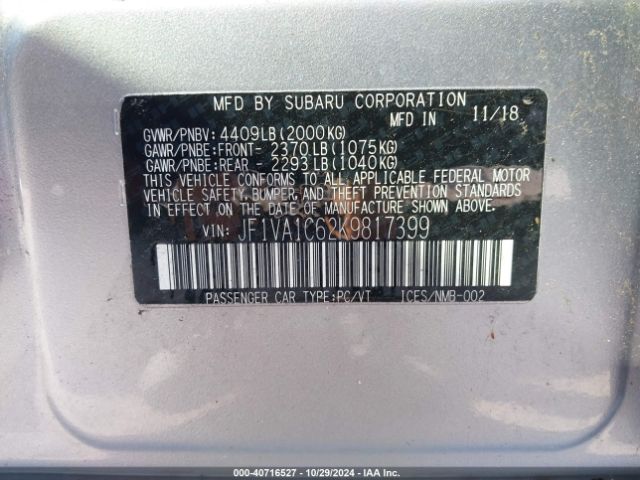 MFD BY SUBARU CORPORATION
MFD IN 11/18
GVWR/PNBV: 4409LB(2000KG)
GAWR/PNBE:FRONT- 2370LB(1075KG)
GAWR/PNBE:REAR - 2293LB(1040KG)
THIS VEHICLE CONFORMS TO ALL APPLICABLE FEDERAL MOTOR
VEHICLE SAFETY, BUMPER, AND THEFT PREVENTION STANDARDS
IN EFFECT ON THE DATE OF MANUFACTURE SHOWN ABOVE.
VIN: JF1VA1C62K9817399
PASSENGER CAR TYPE:PC/VT ICES/NMB-002
000-40716527 - 10/29/2024 - IAA Inc.